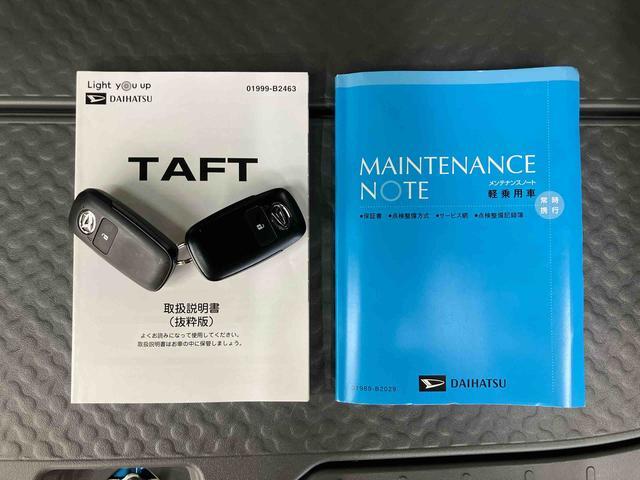 Light you up
DAIHATSU
01999-B2463
TAFT
取扱説明書
（抜粋版）
よくお読みになって使用してください。
取扱説明書はお車の中に保管しましょう。
MAINTENANCE
NOTE
メンテナンスノート
軽乗用車
常時
携行
●保証書 ●点検整備方式 ●サービス網 ●点検整備記録簿
01989-B2029
DAIHATSU